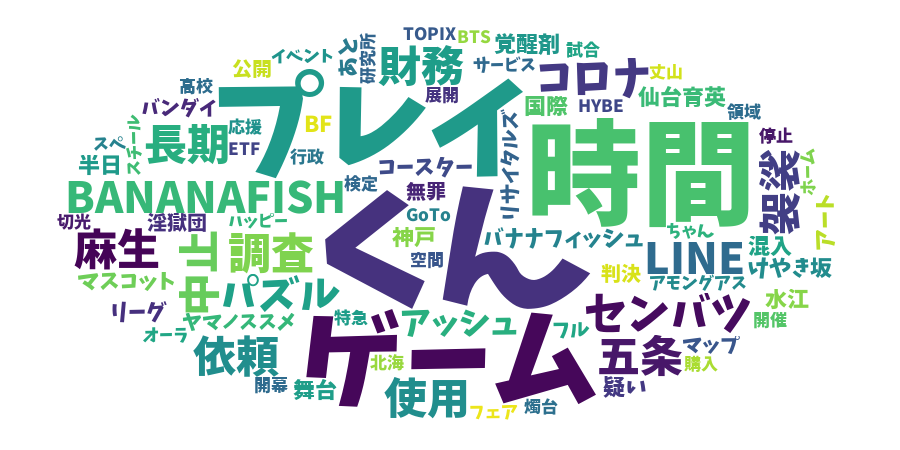 TOPIX
BTS
覚醒剤
試合
イベント
あと
研究所
財務
サービス
コロナ
丈山
公開
高校
バンダイ
展開
国際
HYBE
仙台育英
領域
プレイ
時間
スチール
スペ
半日
長期
応援
ETF
BF
行政
コースター
リサイタルズ
停止
袈裟
ホーム
BANANAFISH
検定
無罪
GoTo
アート
切光
淫獄団
ハッピー
くん
神戸
空間
バナナフィッシュ
ちゃん
LINE
混入
麻生
中止
調査
判決
アモングアス
けやき坂
マスコット
パズル
水江
リーグ
ヤマノススメ
特急
アッシュ
フル
センバツ
開催
オーラ
ゲーム
依頼
北海
五条
マップ
購入
開幕
舞台
使用
フェア
燭台
疑い